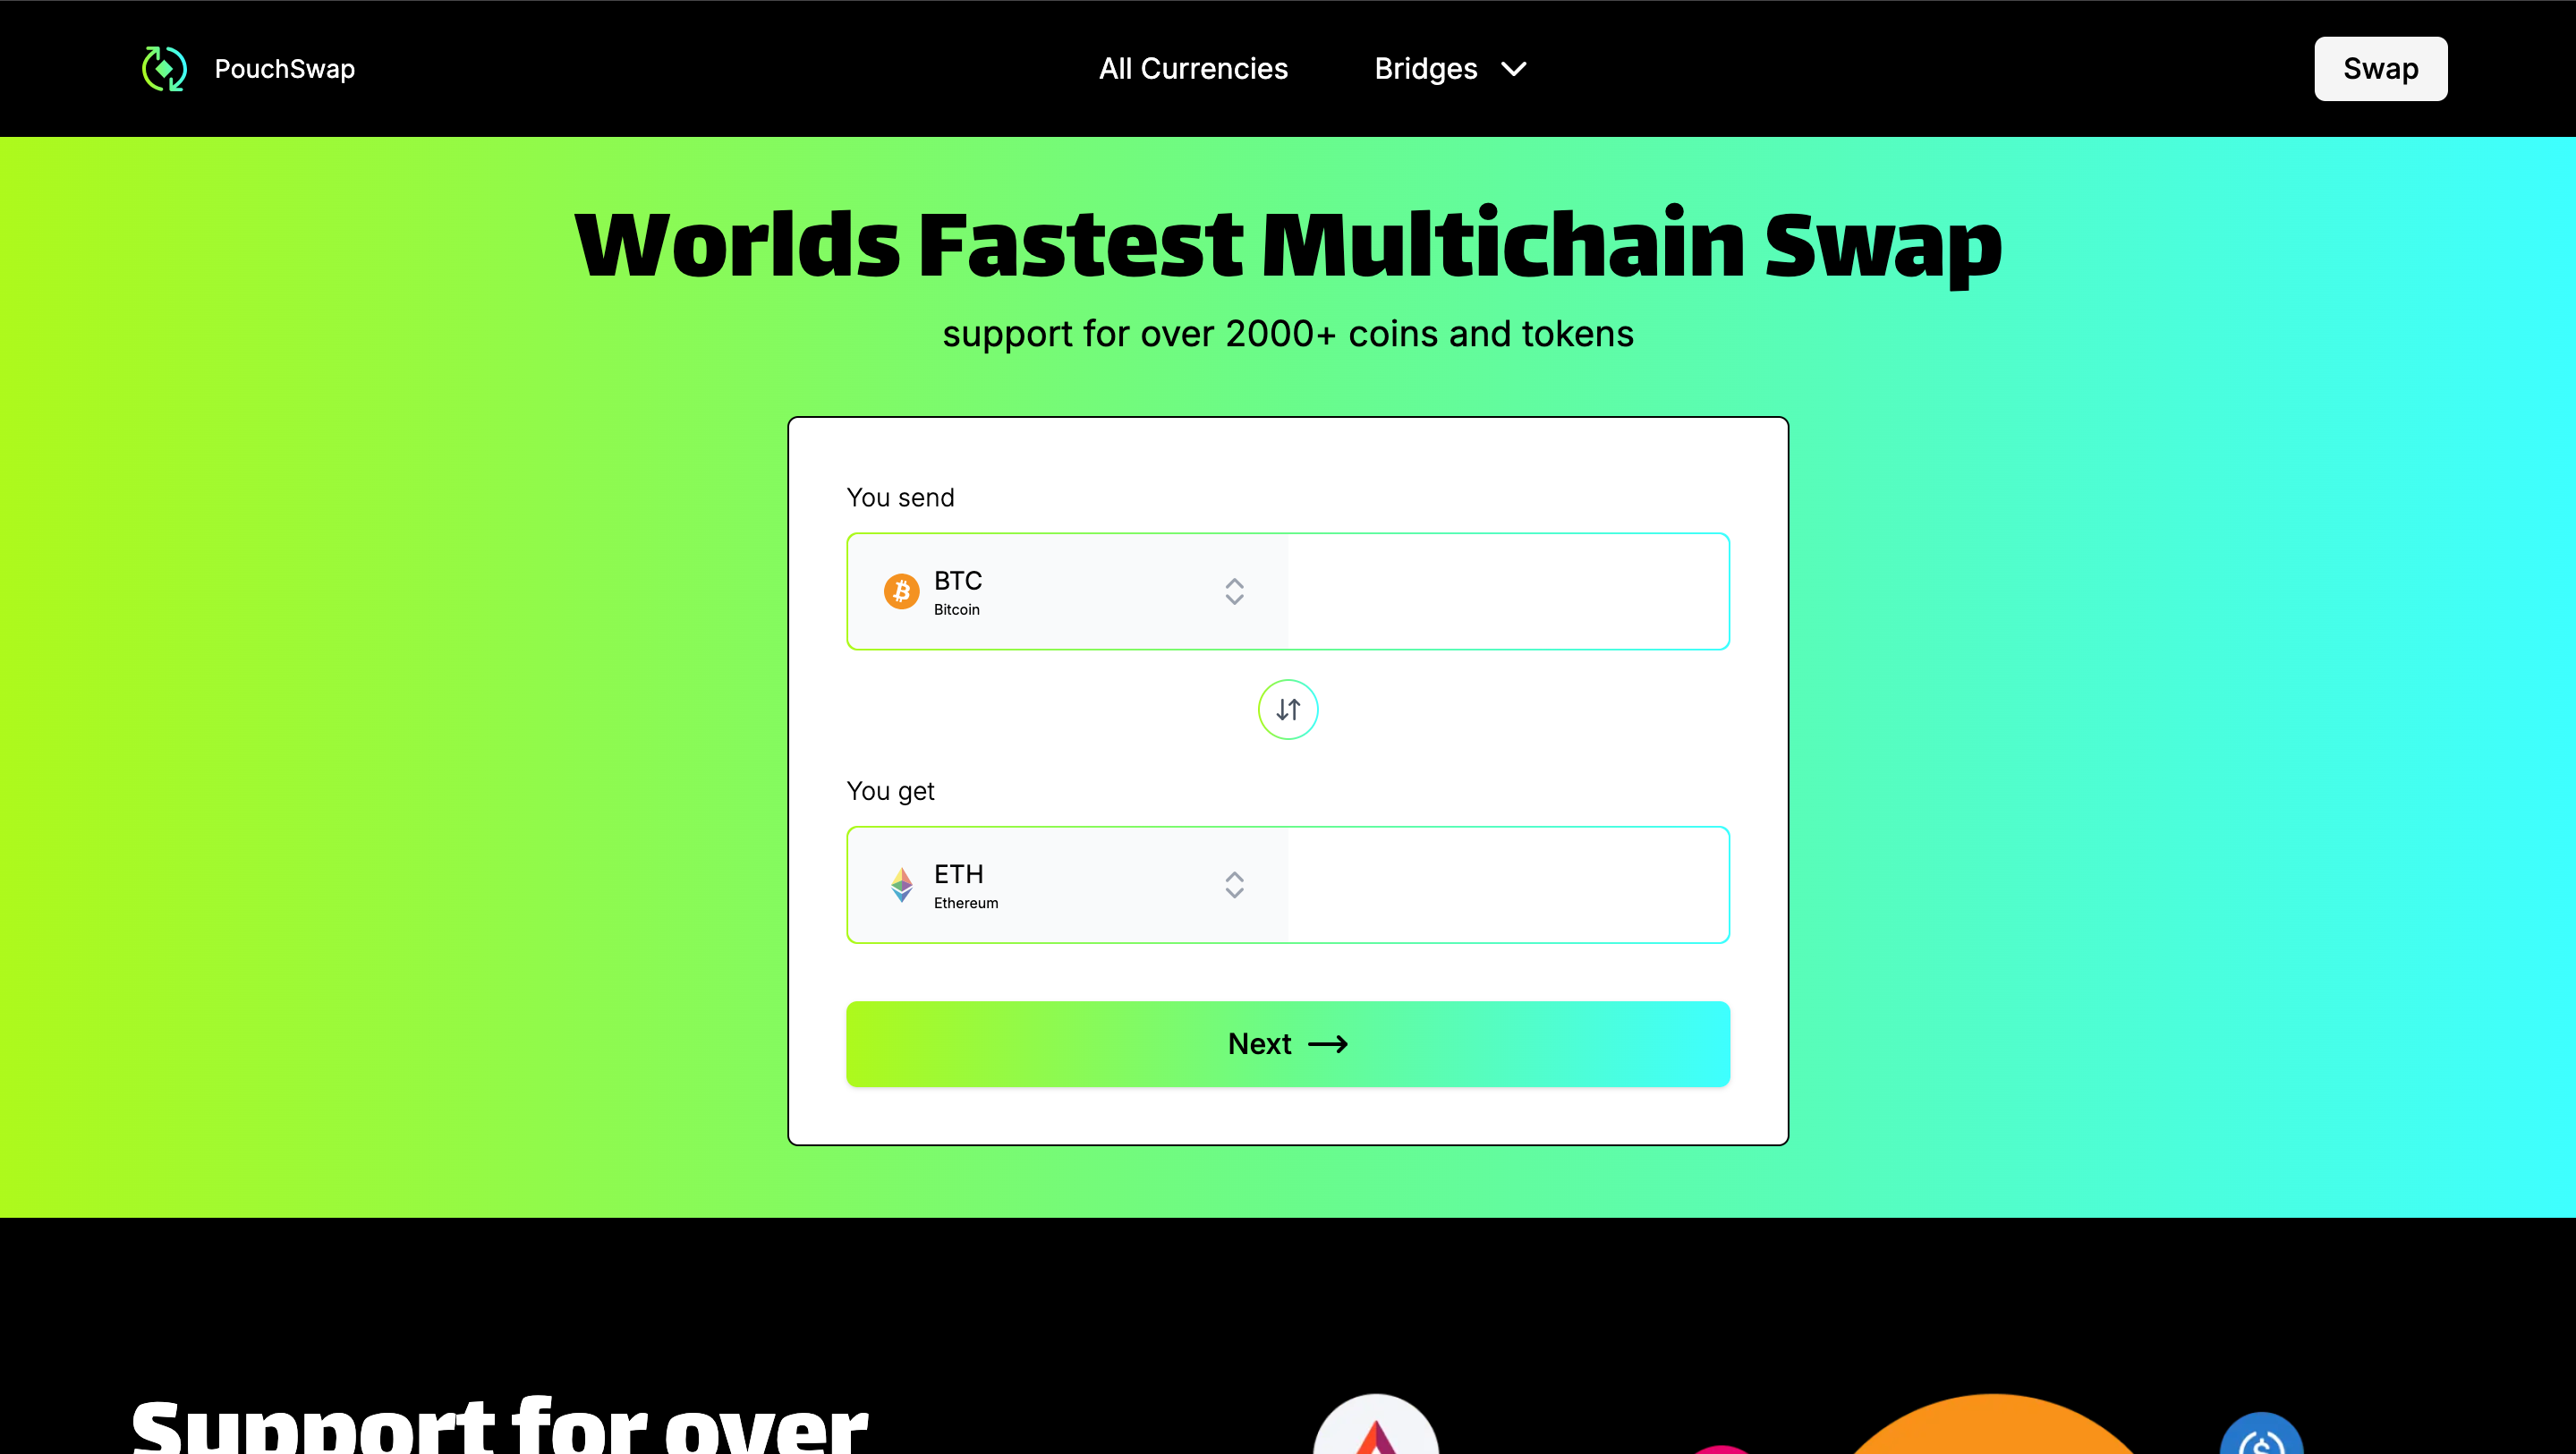 PouchSwap
All Currencies
Bridges
Swap
Worlds Fastest Multichain Swap
support for over 2000+ coins and tokens
You send
BTC
Bitcoin
You get
ETH
Ethereum
Next
Support for over